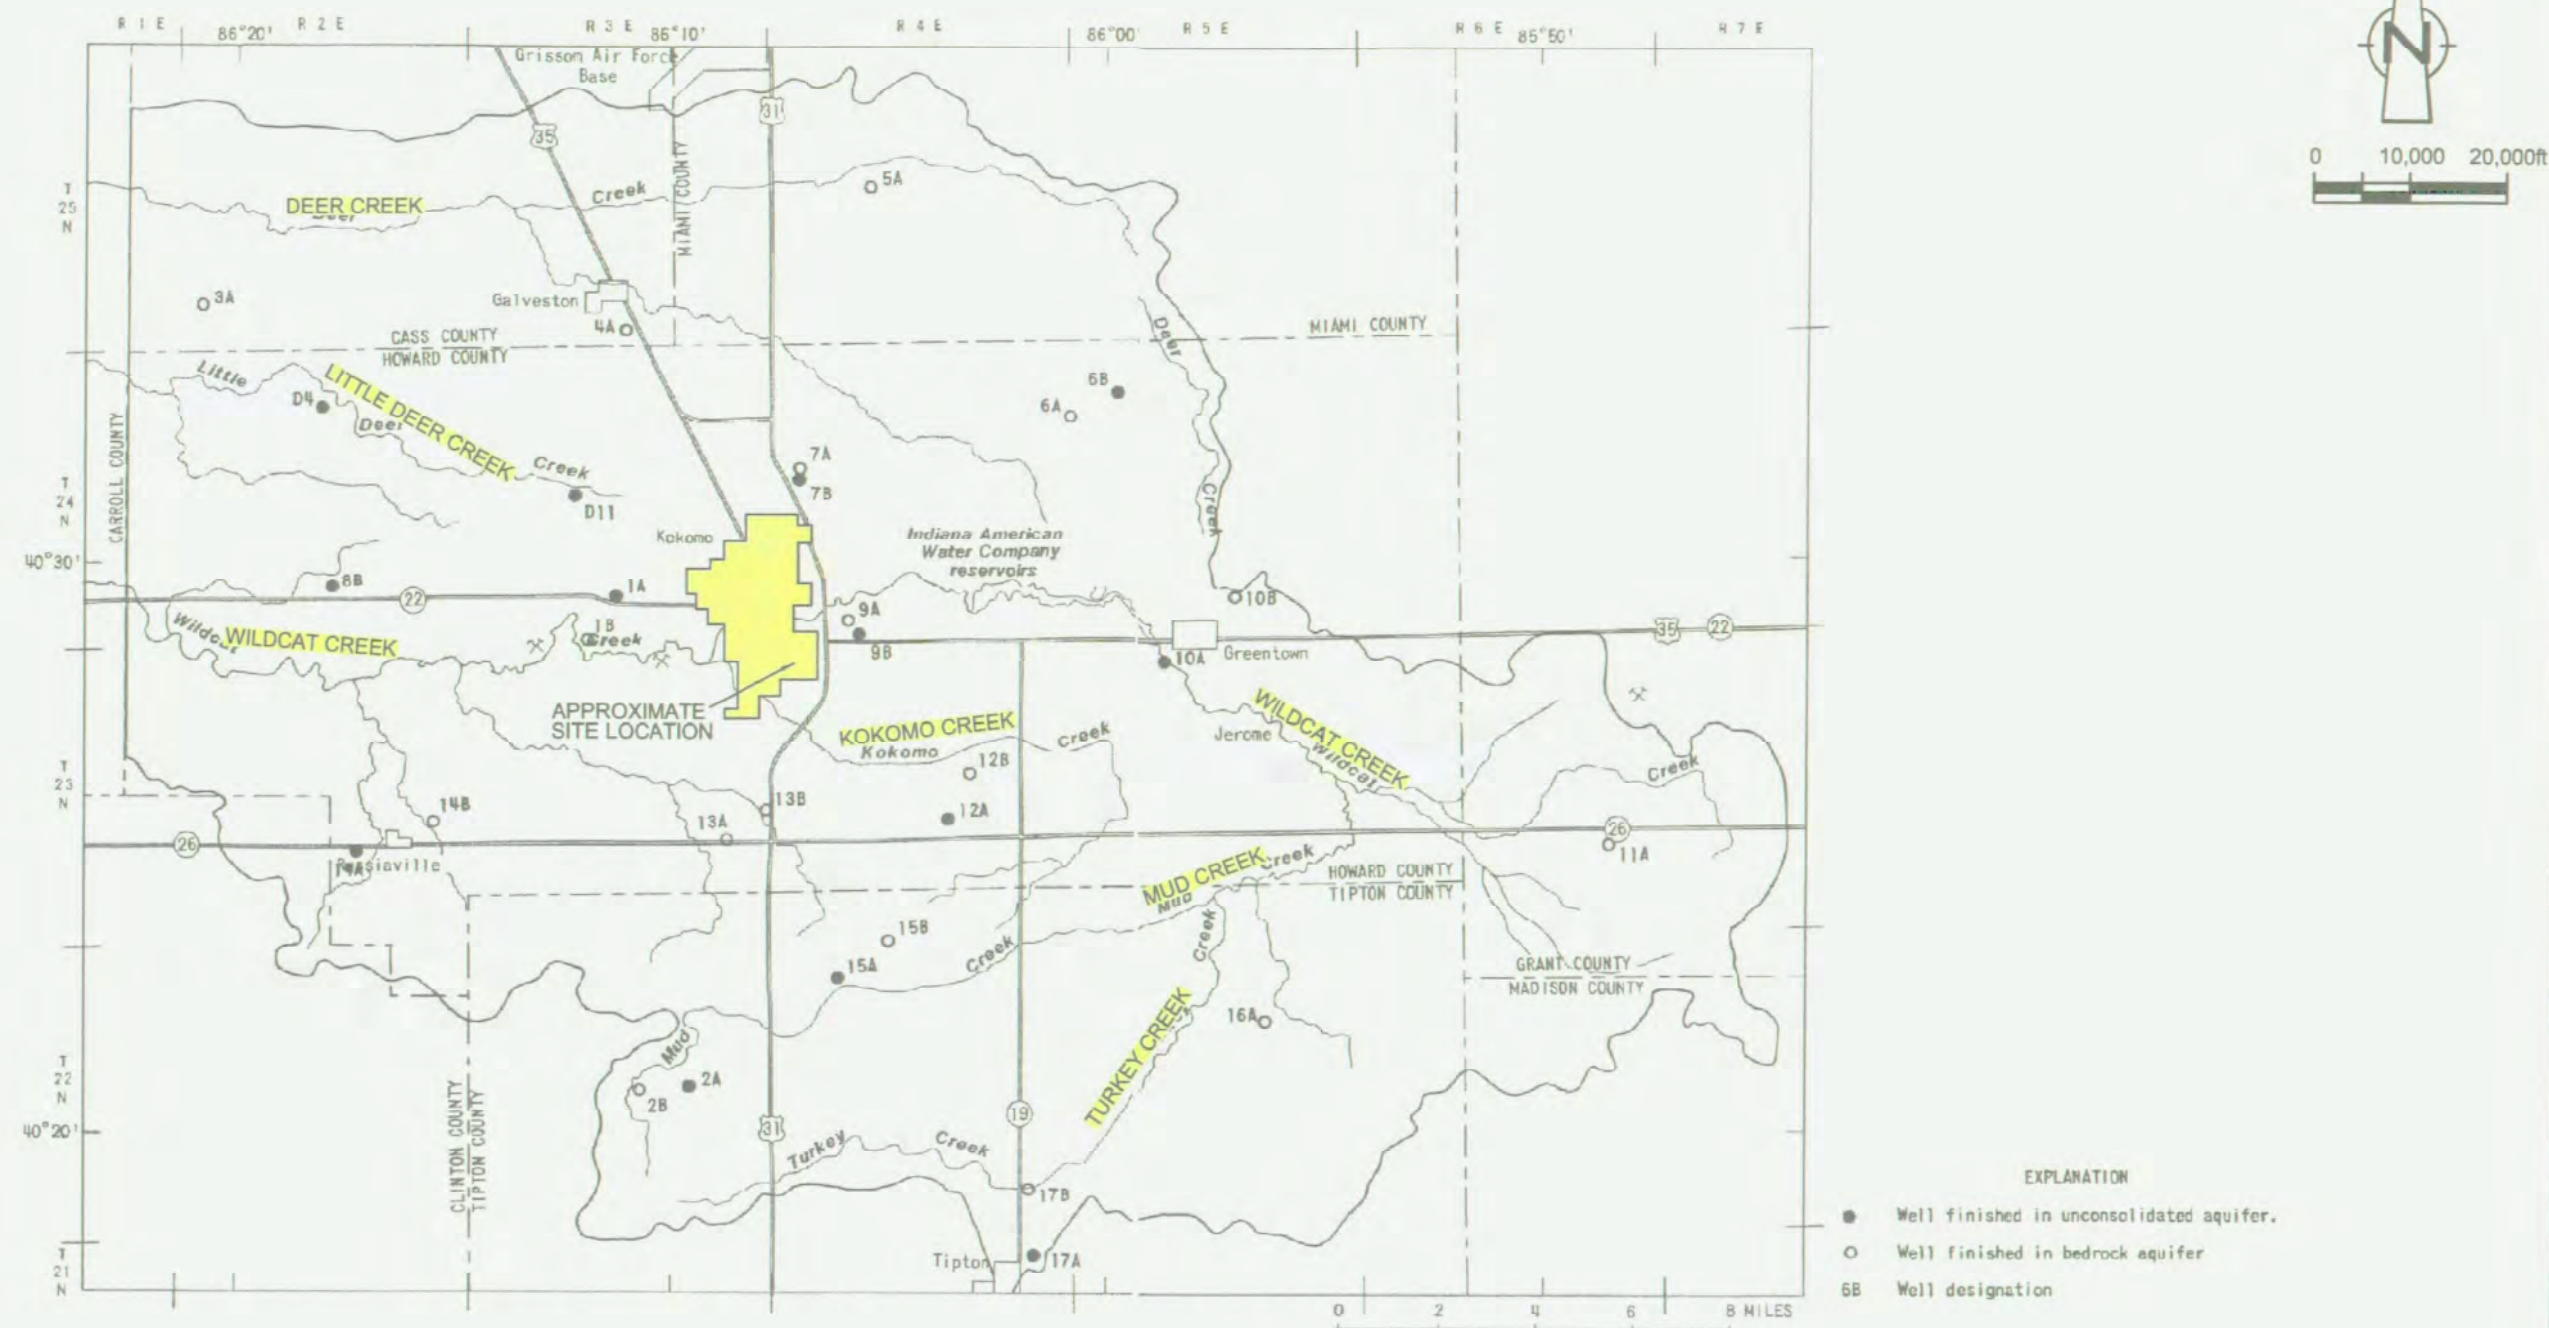 R 1 E
R 2 E
R 3 E
R 4 E
R 5 E
R 6 E
R 7 E
86°20'
86°10'
86°00'
85°50'
N
0 10,000 20,000ft
Grissom Air Force
Base
31
35
MIAMI COUNTY
T
25
N
DEER CREEK
Deer
Creek
5A
3A
Galveston
4A
CASS COUNTY
HOWARD COUNTY
MIAMI COUNTY
Deer
Creek
Little
LITTLE DEER CREEK
D4
Deer
Creek
D11
6B
6A
CARROLL COUNTY
7A
7B
T
24
N
Kokomo
Indiana American
Water Company
reservoirs
40°30'
8B
22
1A
9A
9B
10B
35
22
WILDCAT CREEK
1B
Creek
10A
Greentown
APPROXIMATE
SITE LOCATION
KOKOMO CREEK
Kokomo
Creek
WILDCAT CREEK
Wildcat
Jerome
Creek
12B
T
23
N
14B
13B
13A
12A
26
26
11A
14A
Russiaville
MUD CREEK
Mud
Creek
HOWARD COUNTY
TIPTON COUNTY
15B
15A
Creek
Creek
GRANT COUNTY
MADISON COUNTY
TURKEY CREEK
16A
Mud
T
22
N
2A
2B
CLINTON COUNTY
TIPTON COUNTY
40°20'
31
19
Turkey
Creek
17B
T
21
N
Tipton
17A
EXPLANATION
Well finished in unconsolidated aquifer.
Well finished in bedrock aquifer
6B Well designation
0 2 4 6 8 MILES